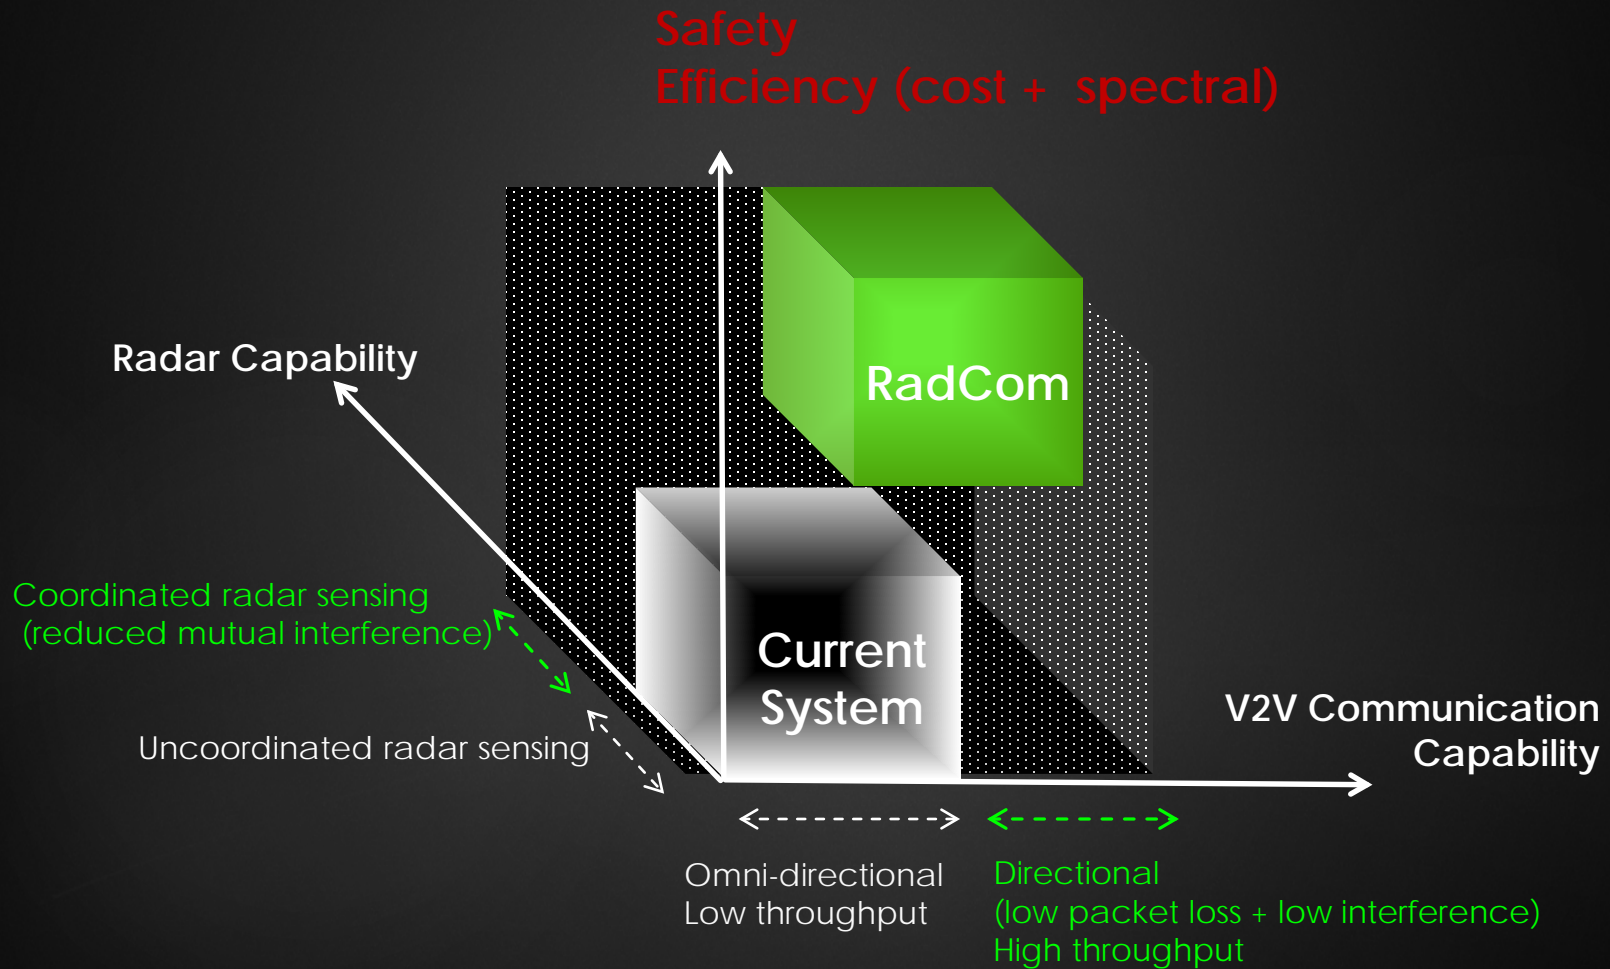 Safety
Efficiency (cost + spectral)
Radar Capability
RadCom
Coordinated radar sensing
(reduced mutual interference)
Current
System
Uncoordinated radar sensing
V2V Communication
Capability
Omni-directional
Low throughput
Directional
(low packet loss + low interference)
High throughput